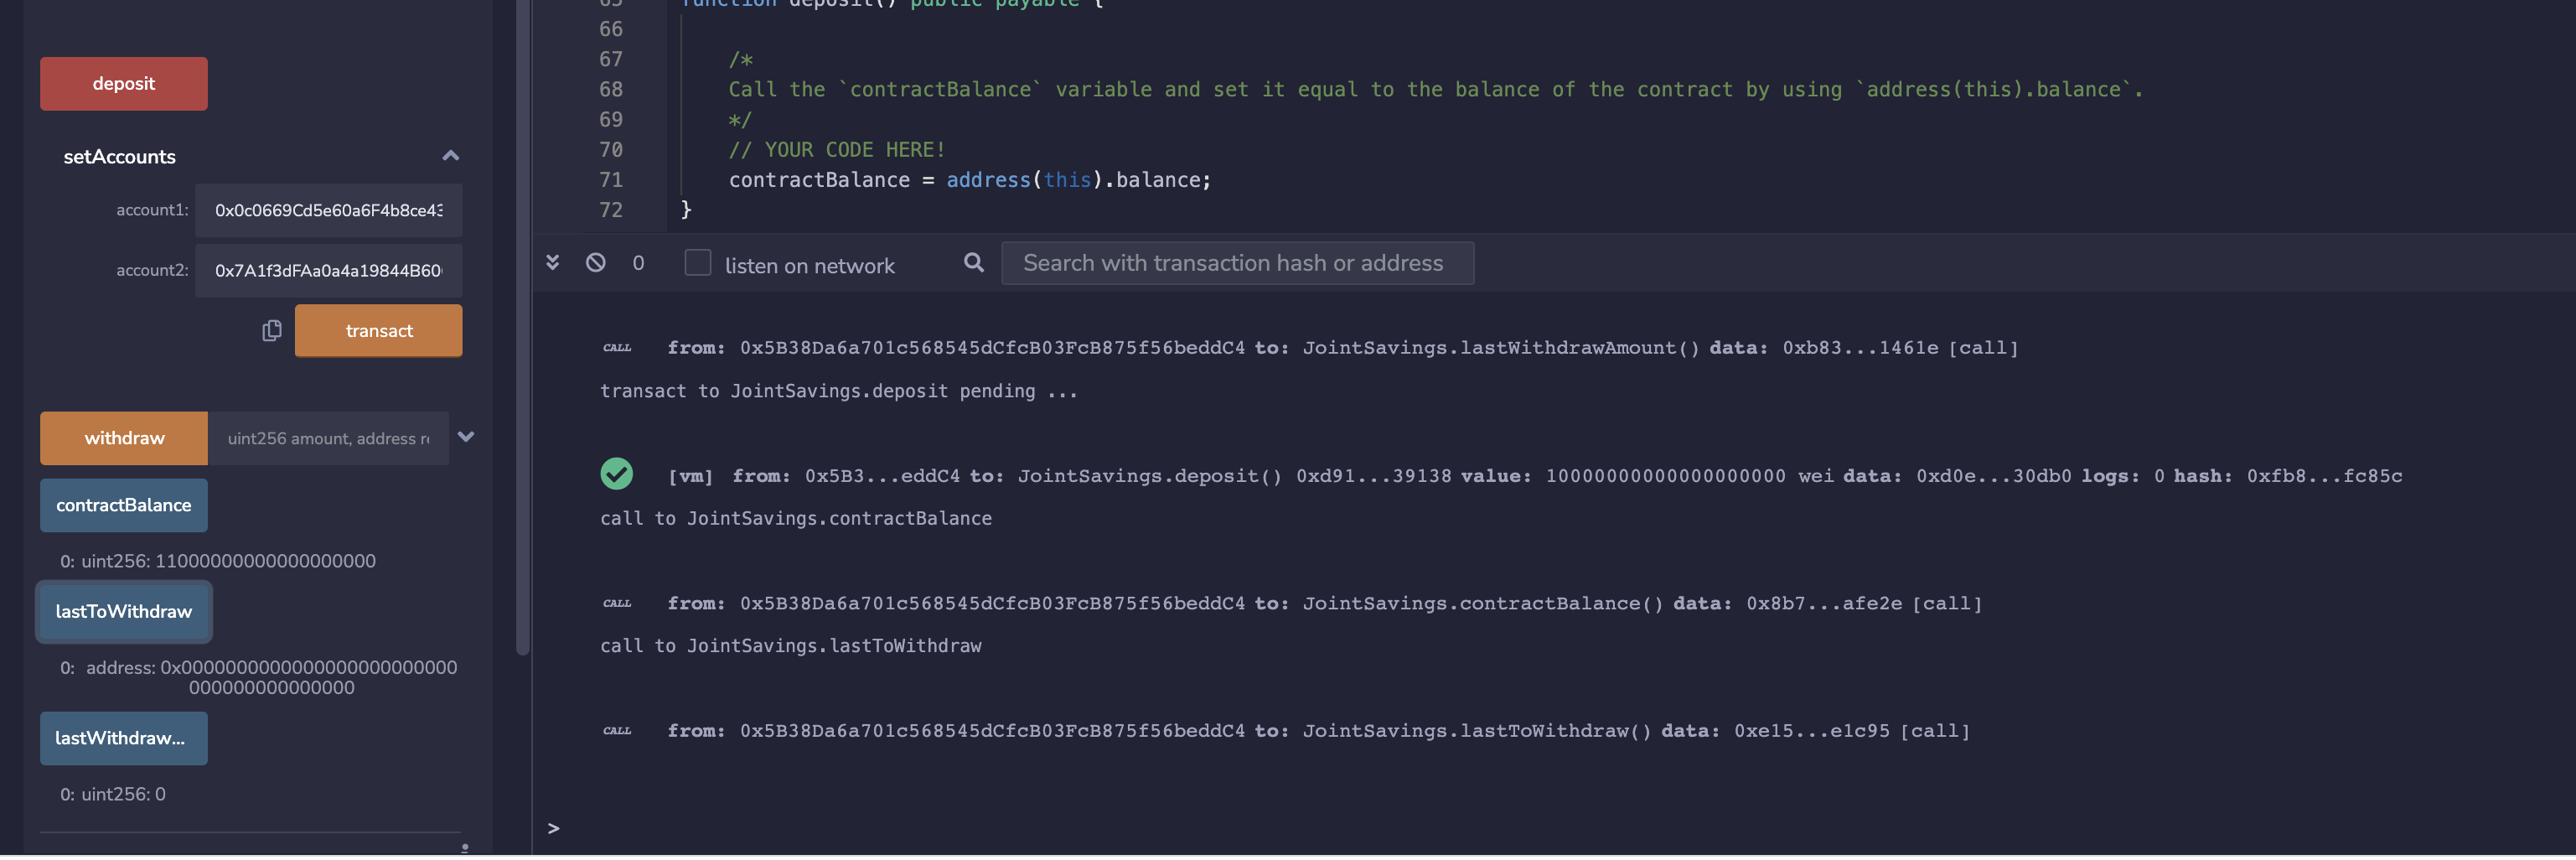 deposit
setAccounts
account1: 0x0c0669Cd5e60a6F4b8ce43
account2: 0x7A1f3dFAa0a4a19844B60
transact
withdraw uint256 amount, address re
contractBalance
0: uint256: 11000000000000000000
lastToWithdraw
0: address: 0x0000000000000000000000000
000000000000000
lastWithdraw...
0: uint256: 0
65 function deposit() public payable {
66
67 /*
68 Call the `contractBalance` variable and set it equal to the balance of the contract by using `address(this).balance`.
69 */
70 // YOUR CODE HERE!
71 contractBalance = address(this).balance;
72 }
0 listen on network Search with transaction hash or address
CALL from: 0x5B38Da6a701c568545dCfcB03FcB875f56beddC4 to: JointSavings.lastWithdrawAmount() data: 0xb83...1461e [call]
transact to JointSavings.deposit pending ...
[vm] from: 0x5B3...eddC4 to: JointSavings.deposit() 0xd91...39138 value: 10000000000000000000 wei data: 0xd0e...30db0 logs: 0 hash: 0xfb8...fc85c
call to JointSavings.contractBalance
CALL from: 0x5B38Da6a701c568545dCfcB03FcB875f56beddC4 to: JointSavings.contractBalance() data: 0x8b7...afe2e [call]
call to JointSavings.lastToWithdraw
CALL from: 0x5B38Da6a701c568545dCfcB03FcB875f56beddC4 to: JointSavings.lastToWithdraw() data: 0xe15...e1c95 [call]
>